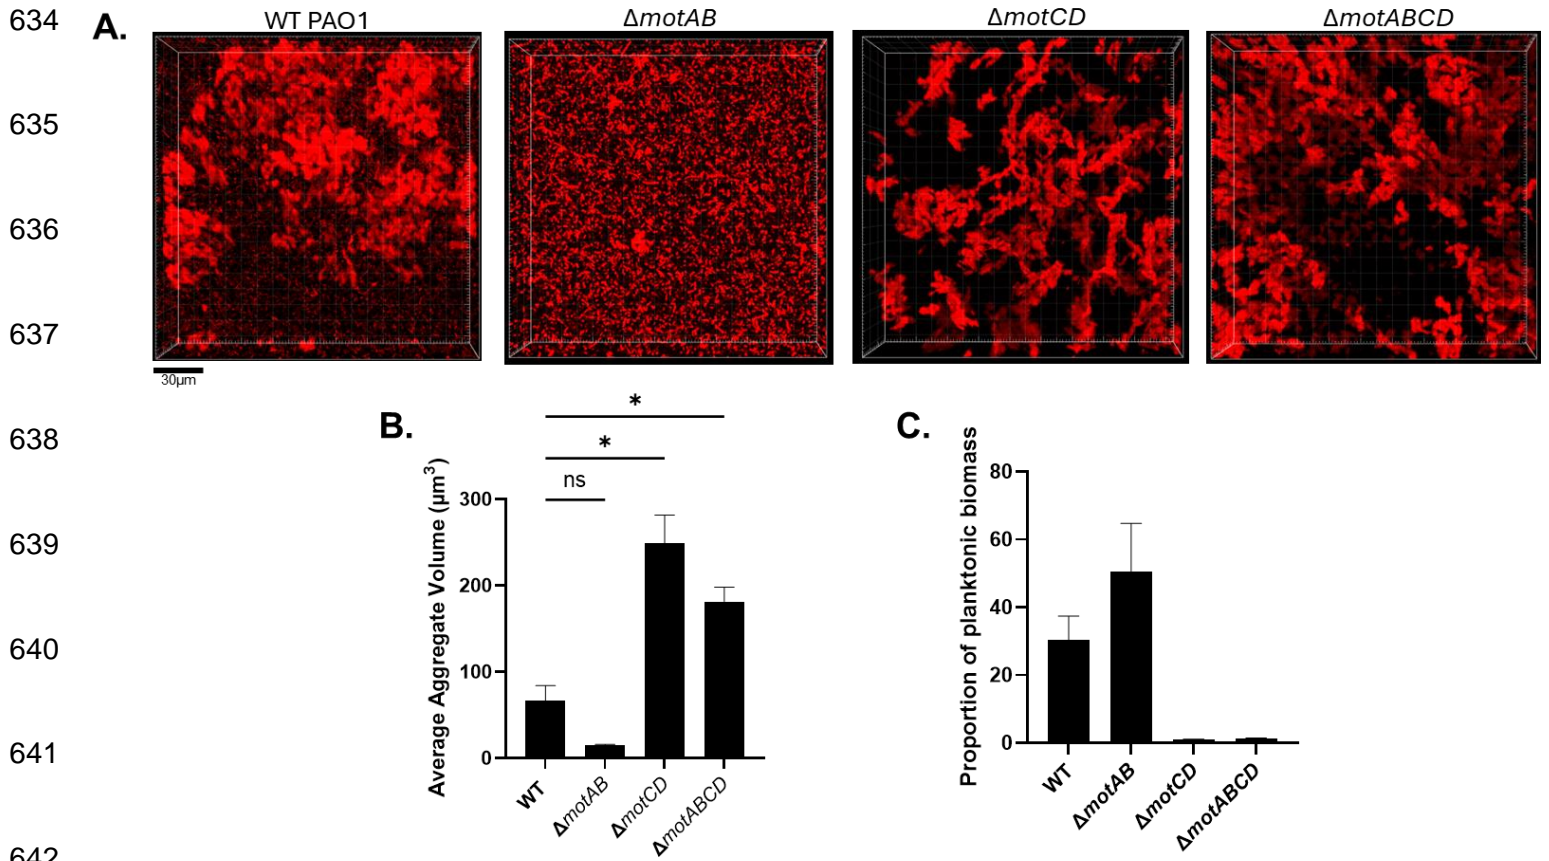 634
A.
WT PAO1
ΔmotAB
ΔmotCD
ΔmotABCD
635
636
637
30µm
638
B.
C.
*
*
ns
Average Aggregate Volume (µm³)
300
200
100
0
WT
ΔmotAB
ΔmotCD
ΔmotABCD
Proportion of planktonic biomass
80
60
40
20
0
WT
ΔmotAB
ΔmotCD
ΔmotABCD
639
640
641
642